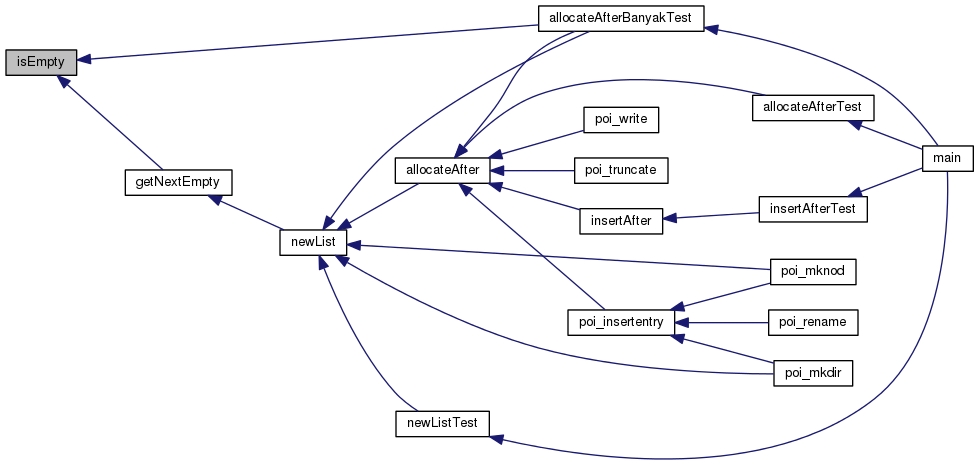 allocateAfterBanyakTest
isEmpty
allocateAfterTest
poi_write
main
allocateAfter
poi_truncate
getNextEmpty
insertAfter
insertAfterTest
newList
poi_mknod
poi_insertentry
poi_rename
poi_mkdir
newListTest